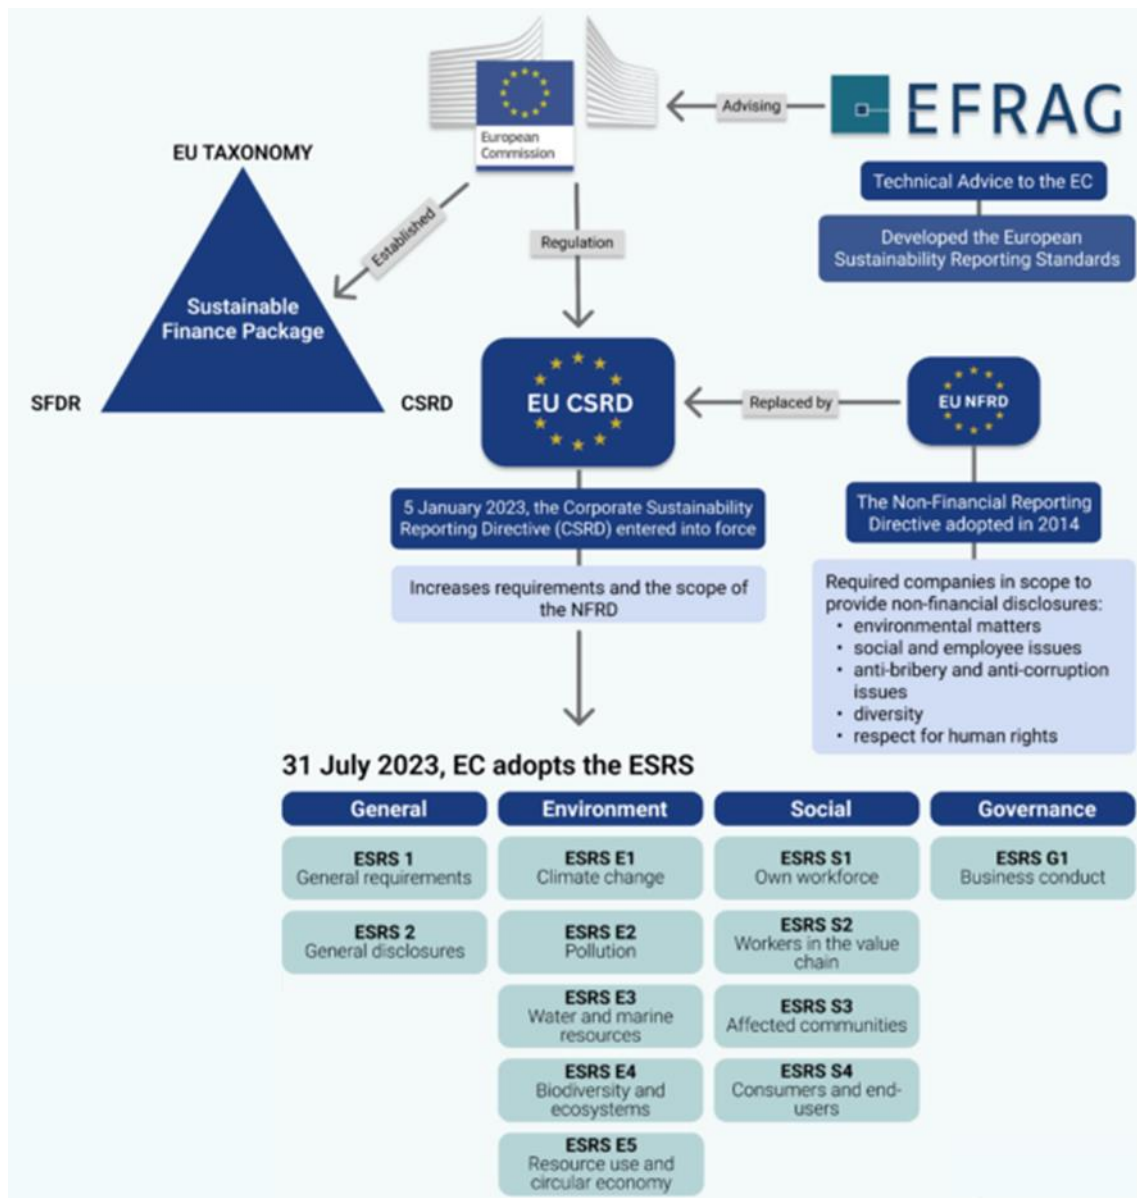 European
Commission
Advising
EFRAG
Technical Advice to the EC
Developed the European
Sustainability Reporting Standards
EU TAXONOMY
Established
Regulation
Sustainable
Finance Package
SFDR
CSRD
EU CSRD
Replaced by
EU NFRD
5 January 2023, the Corporate Sustainability
Reporting Directive (CSRD) entered into force
Increases requirements and the scope of
the NFRD
The Non-Financial Reporting
Directive adopted in 2014
Required companies in scope to
provide non-financial disclosures:
• environmental matters
• social and employee issues
• anti-bribery and anti-corruption
issues
• diversity
• respect for human rights
31 July 2023, EC adopts the ESRS
General
ESRS 1
General requirements
ESRS 2
General disclosures
Environment
ESRS E1
Climate change
ESRS E2
Pollution
ESRS E3
Water and marine
resources
ESRS E4
Biodiversity and
ecosystems
ESRS E5
Resource use and
circular economy
Social
ESRS S1
Own workforce
ESRS S2
Workers in the value
chain
ESRS S3
Affected communities
ESRS S4
Consumers and end-
users
Governance
ESRS G1
Business conduct